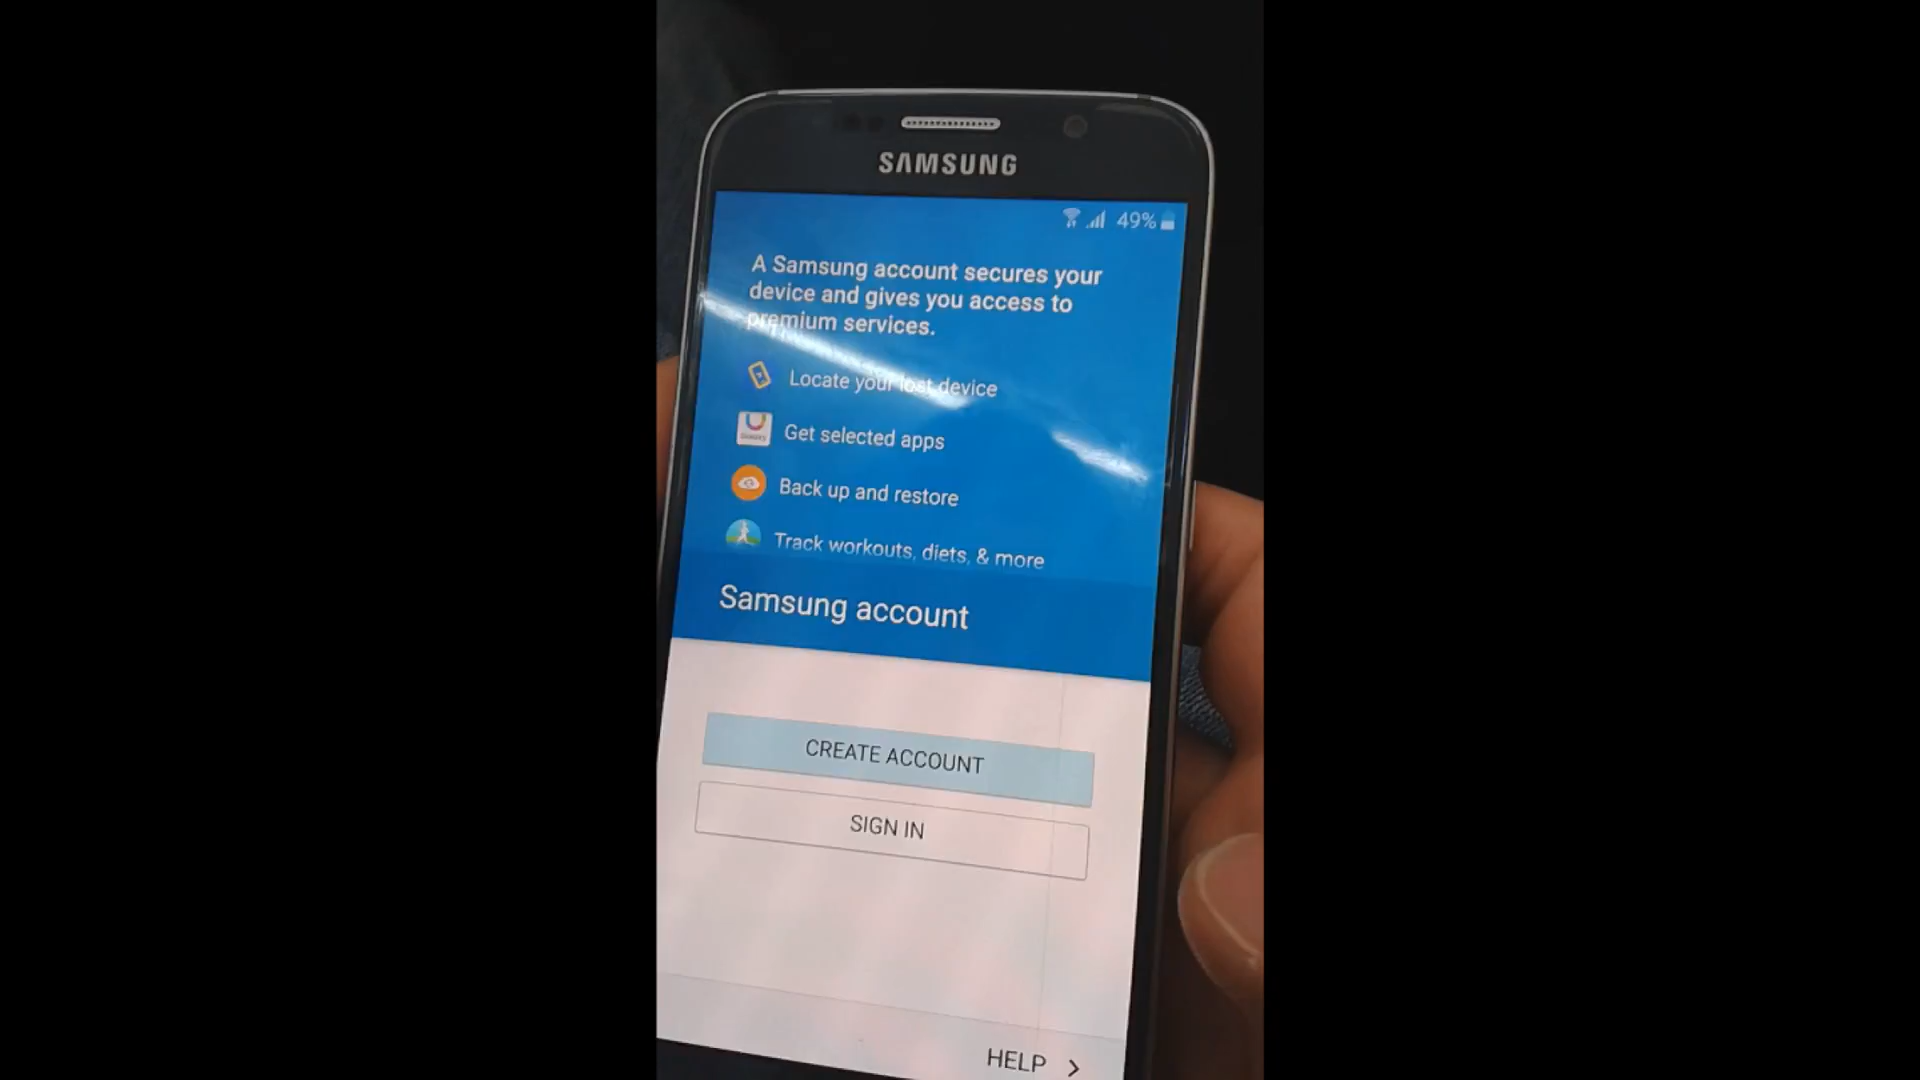 SAMSUNG
49%
A Samsung account secures your
device and gives you access to
premium services.
Locate your lost device
Get selected apps
Back up and restore
Track workouts, diets, & more
Samsung account
CREATE ACCOUNT
SIGN IN
HELP